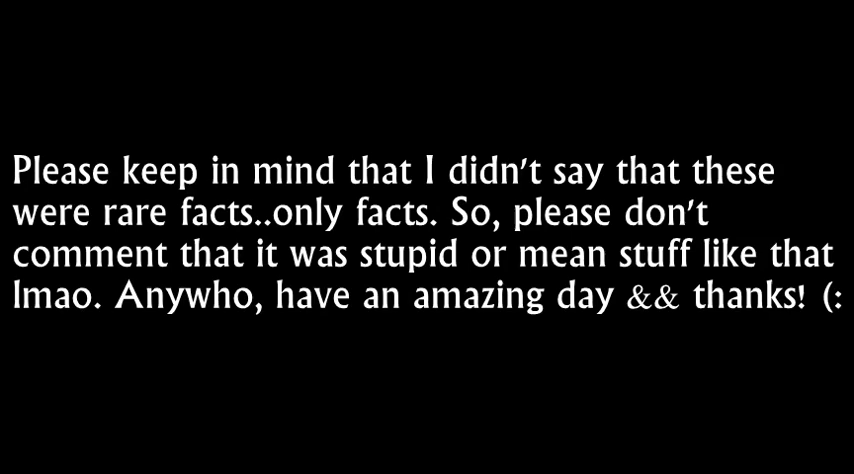 Please keep in mind that I didn't say that these
were rare facts..only facts. So, please don't
comment that it was stupid or mean stuff like that
lmao. Anywho, have an amazing day && thanks! (: